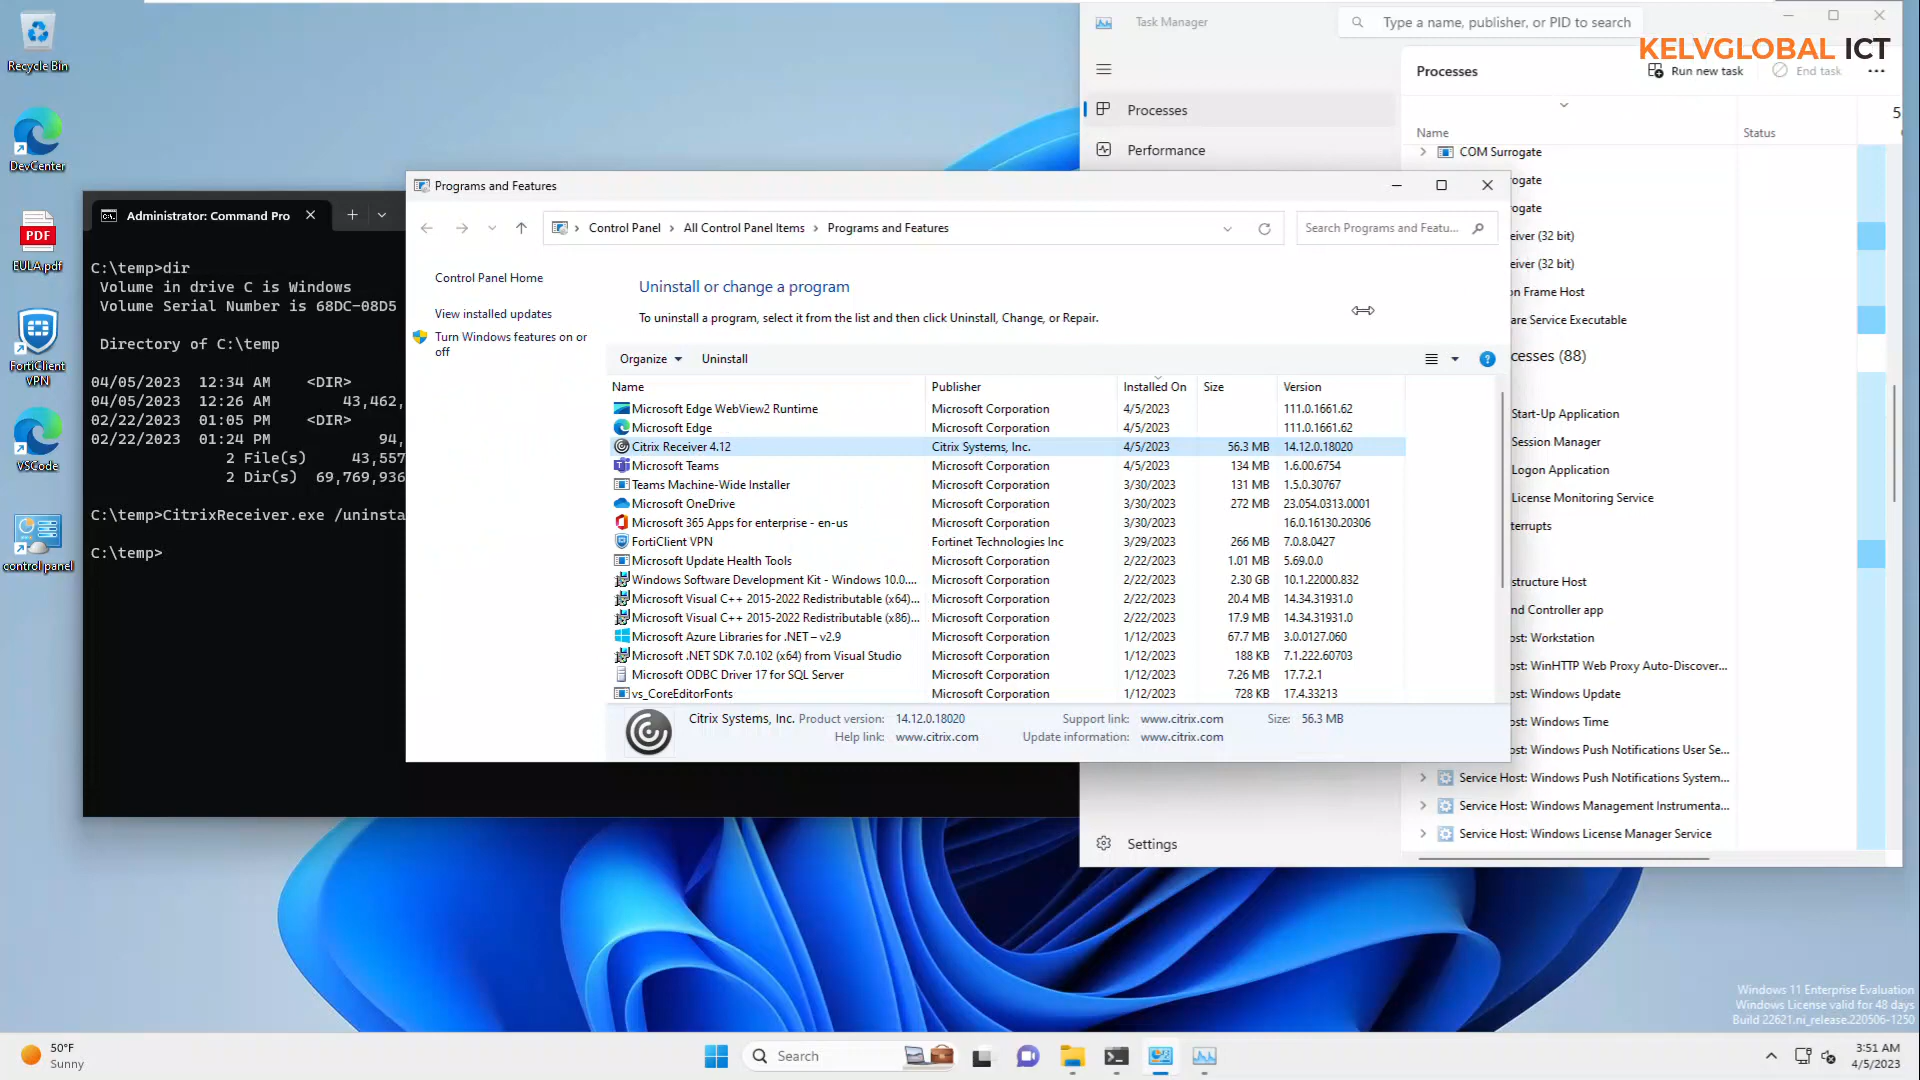 Recycle Bin
DevCenter
EULA.pdf
FortiClient
VPN
VSCode
control panel
Administrator: Command Pro
C:\temp>dir
Volume in drive C is Windows
Volume Serial Number is 68DC-08D5
Directory of C:\temp
04/05/2023 12:34 AM <DIR>
04/05/2023 12:26 AM 43,462,
02/22/2023 01:05 PM <DIR>
02/22/2023 01:24 PM 94,
2 File(s) 43,557
2 Dir(s) 69,769,936
C:\temp>CitrixReceiver.exe /uninsta
C:\temp>
Programs and Features
Control Panel > All Control Panel Items > Programs and Features
Search Programs and Featu...
Control Panel Home
View installed updates
Turn Windows features on or
off
Uninstall or change a program
To uninstall a program, select it from the list and then click Uninstall, Change, or Repair.
Organize Uninstall
Name Publisher Installed On Size Version
Microsoft Edge WebView2 Runtime Microsoft Corporation 4/5/2023 111.0.1661.62
Microsoft Edge Microsoft Corporation 4/5/2023 111.0.1661.62
Citrix Receiver 4.12 Citrix Systems, Inc. 4/5/2023 56.3 MB 14.12.0.18020
Microsoft Teams Microsoft Corporation 4/5/2023 134 MB 1.6.00.6754
Teams Machine-Wide Installer Microsoft Corporation 3/30/2023 131 MB 1.5.0.30767
Microsoft OneDrive Microsoft Corporation 3/30/2023 272 MB 23.054.0313.0001
Microsoft 365 Apps for enterprise - en-us Microsoft Corporation 3/30/2023 16.0.16130.20306
FortiClient VPN Fortinet Technologies Inc 3/29/2023 266 MB 7.0.8.0427
Microsoft Update Health Tools Microsoft Corporation 2/22/2023 1.01 MB 5.69.0.0
Windows Software Development Kit - Windows 10.0.... Microsoft Corporation 2/22/2023 2.30 GB 10.1.22000.832
Microsoft Visual C++ 2015-2022 Redistributable (x64)... Microsoft Corporation 2/22/2023 20.4 MB 14.34.31931.0
Microsoft Visual C++ 2015-2022 Redistributable (x86)... Microsoft Corporation 2/22/2023 17.9 MB 14.34.31931.0
Microsoft Azure Libraries for .NET – v2.9 Microsoft Corporation 1/12/2023 67.7 MB 3.0.0127.060
Microsoft .NET SDK 7.0.102 (x64) from Visual Studio Microsoft Corporation 1/12/2023 188 KB 7.1.222.60703
Microsoft ODBC Driver 17 for SQL Server Microsoft Corporation 1/12/2023 7.26 MB 17.7.2.1
vs_CoreEditorFonts Microsoft Corporation 1/12/2023 728 KB 17.4.33213
Citrix Systems, Inc. Product version: 14.12.0.18020 Support link: www.citrix.com Size: 56.3 MB
Help link: www.citrix.com Update information: www.citrix.com
Task Manager
Type a name, publisher, or PID to search
KELVGLOBAL ICT
Processes
Performance
Settings
Processes Run new task End task
5
Name Status
COM Surrogate
rogate
rogate
eiver (32 bit)
eiver (32 bit)
on Frame Host
are Service Executable
cesses (88)
Start-Up Application
Session Manager
Logon Application
License Monitoring Service
terrupts
structure Host
nd Controller app
ost: Workstation
ost: WinHTTP Web Proxy Auto-Discover...
ost: Windows Update
ost: Windows Time
ost: Windows Push Notifications User Se...
Service Host: Windows Push Notifications System...
Service Host: Windows Management Instrumenta...
Service Host: Windows License Manager Service
Windows 11 Enterprise Evaluation
Windows License valid for 48 days
Build 22621.ni_release.220506-1250
50°F
Sunny
Search
3:51 AM
4/5/2023